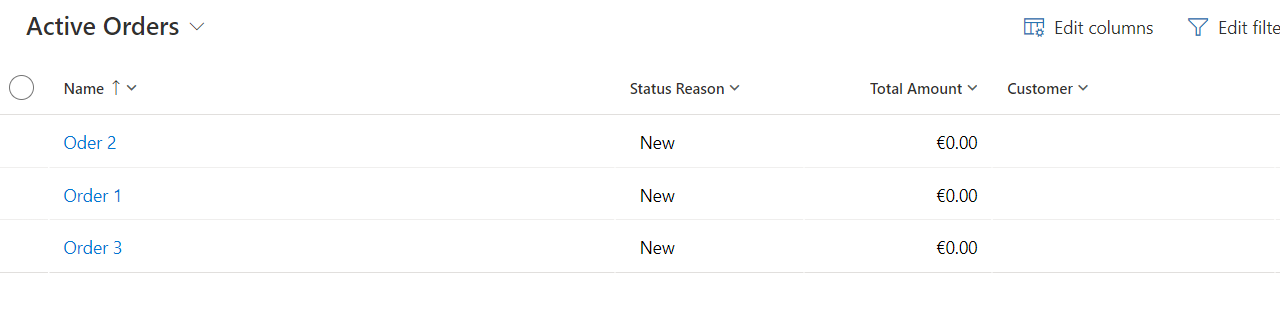 Active Orders
Edit columns
Edit filte
Name Status Reason Total Amount Customer
Oder 2 New €0.00
Order 1 New €0.00
Order 3 New €0.00